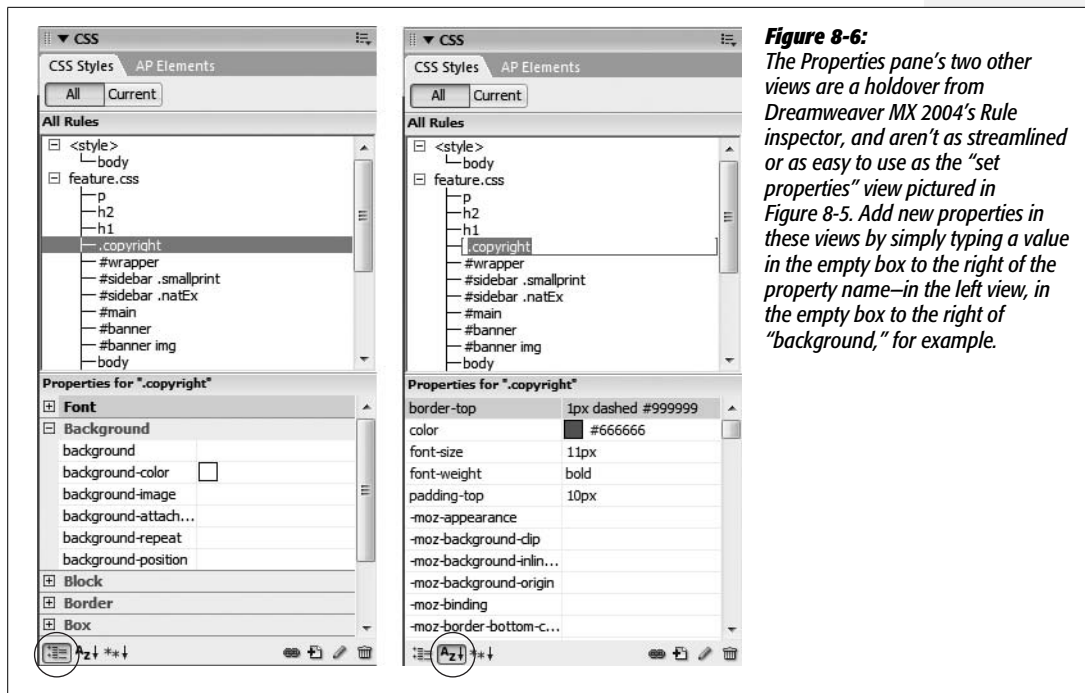 CSS
CSS Styles AP Elements
All Current
All Rules
<style>
body
feature.css
p
h2
h1
.copyright
#wrapper
#sidebar .smallprint
#sidebar .natEx
#main
#banner
#banner img
body
Properties for ".copyright"
Font
Background
background
background-color
background-image
background-attach...
background-repeat
background-position
Block
Border
Box
CSS
CSS Styles AP Elements
All Current
All Rules
<style>
body
feature.css
p
h2
h1
.copyright
#wrapper
#sidebar .smallprint
#sidebar .natEx
#main
#banner
#banner img
body
Properties for ".copyright"
border-top 1px dashed #999999
color #666666
font-size 11px
font-weight bold
padding-top 10px
-moz-appearance
-moz-background-clip
-moz-background-inlin...
-moz-background-origin
-moz-binding
-moz-border-bottom-c...
Figure 8-6:
The Properties pane's two other
views are a holdover from
Dreamweaver MX 2004's Rule
inspector, and aren't as streamlined
or as easy to use as the "set
properties" view pictured in
Figure 8-5. Add new properties in
these views by simply typing a value
in the empty box to the right of the
property name—in the left view, in
the empty box to the right of
"background," for example.